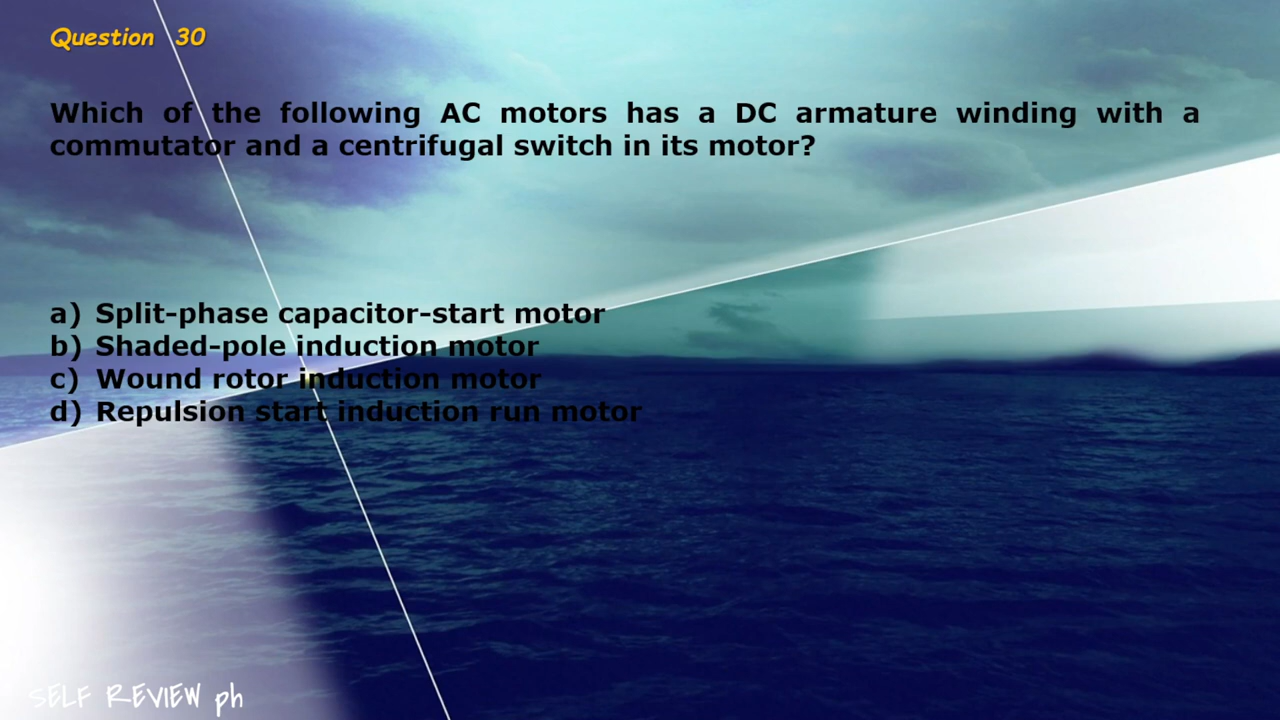 Question 30
Which of the following AC motors has a DC armature winding with a
commutator and a centrifugal switch in its motor?
a) Split-phase capacitor-start motor
b) Shaded-pole induction motor
c) Wound rotor induction motor
d) Repulsion start induction run motor
SELF REVIEW ph